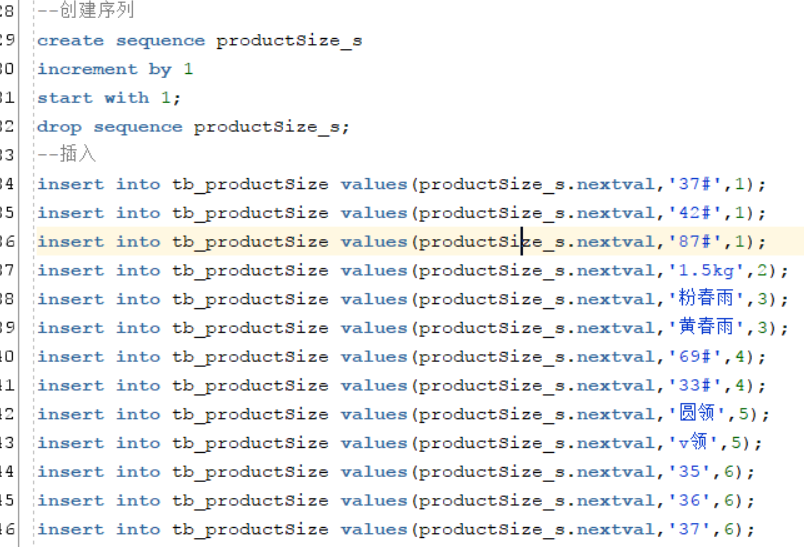 28 --创建序列
29 create sequence productSize_s
30 increment by 1
31 start with 1;
32 drop sequence productSize_s;
33 --插入
34 insert into tb_productSize values(productSize_s.nextval,'37#',1);
35 insert into tb_productSize values(productSize_s.nextval,'42#',1);
36 insert into tb_productSize values(productSize_s.nextval,'87#',1);
37 insert into tb_productSize values(productSize_s.nextval,'1.5kg',2);
38 insert into tb_productSize values(productSize_s.nextval,'粉春雨',3);
39 insert into tb_productSize values(productSize_s.nextval,'黄春雨',3);
40 insert into tb_productSize values(productSize_s.nextval,'69#',4);
41 insert into tb_productSize values(productSize_s.nextval,'33#',4);
42 insert into tb_productSize values(productSize_s.nextval,'圆领',5);
43 insert into tb_productSize values(productSize_s.nextval,'v领',5);
44 insert into tb_productSize values(productSize_s.nextval,'35',6);
45 insert into tb_productSize values(productSize_s.nextval,'36',6);
46 insert into tb_productSize values(productSize_s.nextval,'37',6);